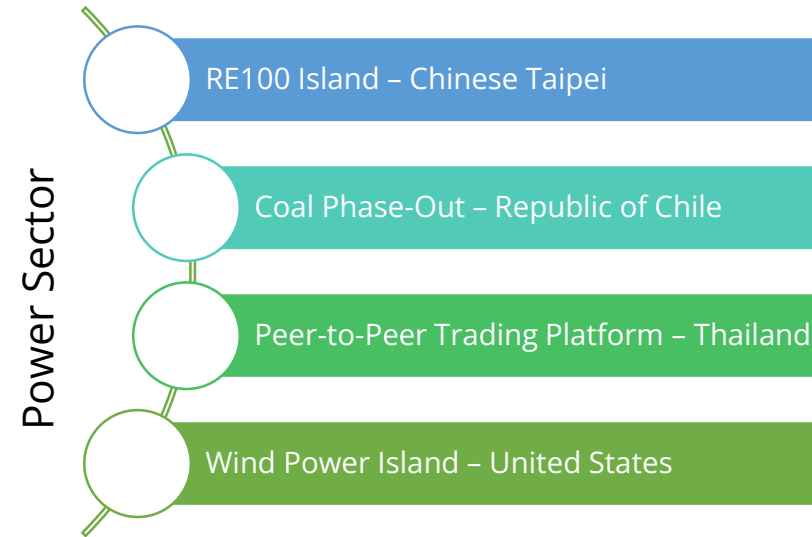 Power Sector
RE100 Island – Chinese Taipei
Coal Phase-Out – Republic of Chile
Peer-to-Peer Trading Platform – Thailand
Wind Power Island – United States